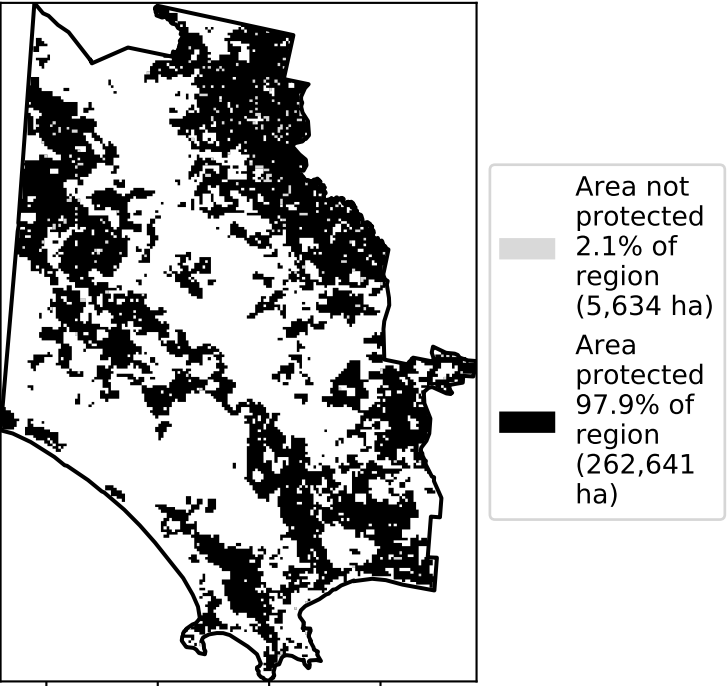 Area not
protected
2.1% of
region
(5,634 ha)
Area
protected
97.9% of
region
(262,641
ha)